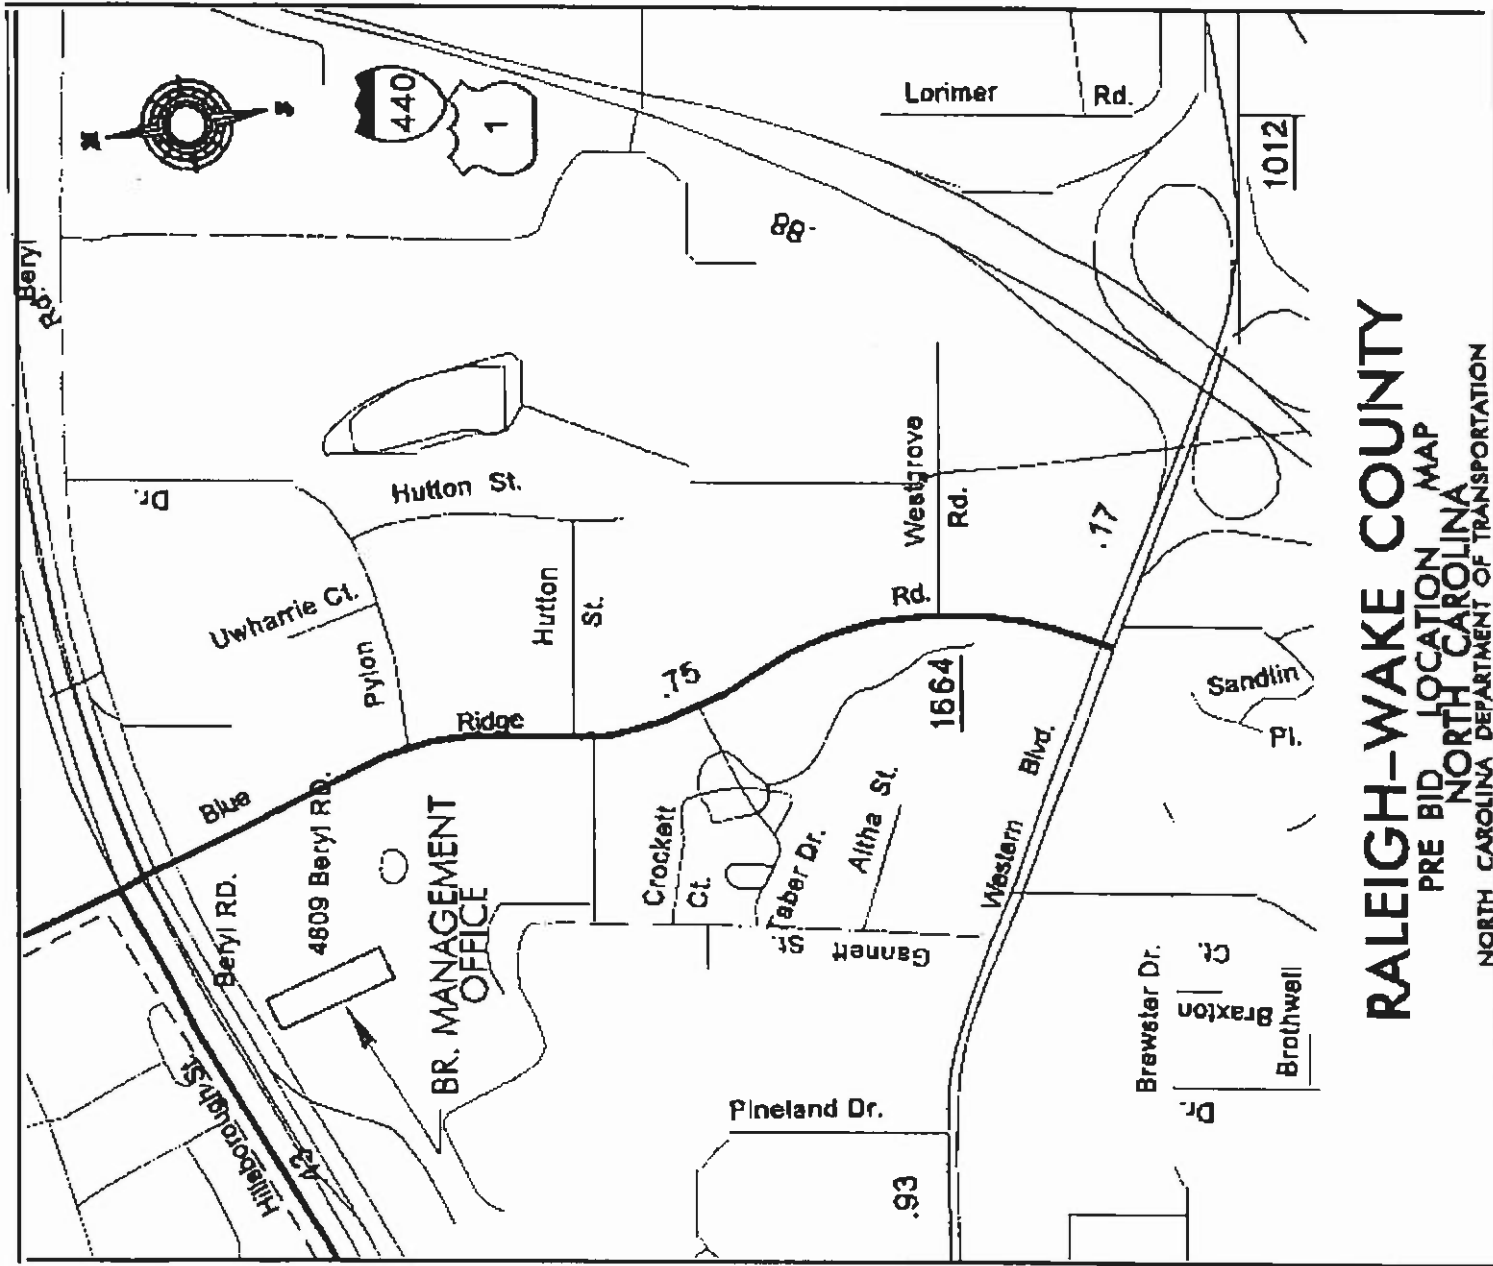 Beryl
Rd.
N
S
440
1
Lorimer
Rd.
1012
.88
Dr.
Hutton St.
Westgrove
Rd.
.17
Uwharrie Ct.
Pylon
Hutton
St.
Rd.
.75
1664
Ridge
Blue
4809 Beryl RD.
Beryl RD.
BR. MANAGEMENT
OFFICE
Crockett
Ct.
Taber Dr.
Altha St.
Gannett
St.
Western
Blvd.
Sandlin
Pl.
Hillsborough St.
.43
Pineland Dr.
.93
Brewster Dr.
Braxton
Ct.
Brothwell
Dr.
RALEIGH-WAKE COUNTY
PRE BID LOCATION MAP
NORTH CAROLINA
NORTH CAROLINA DEPARTMENT OF TRANSPORTATION